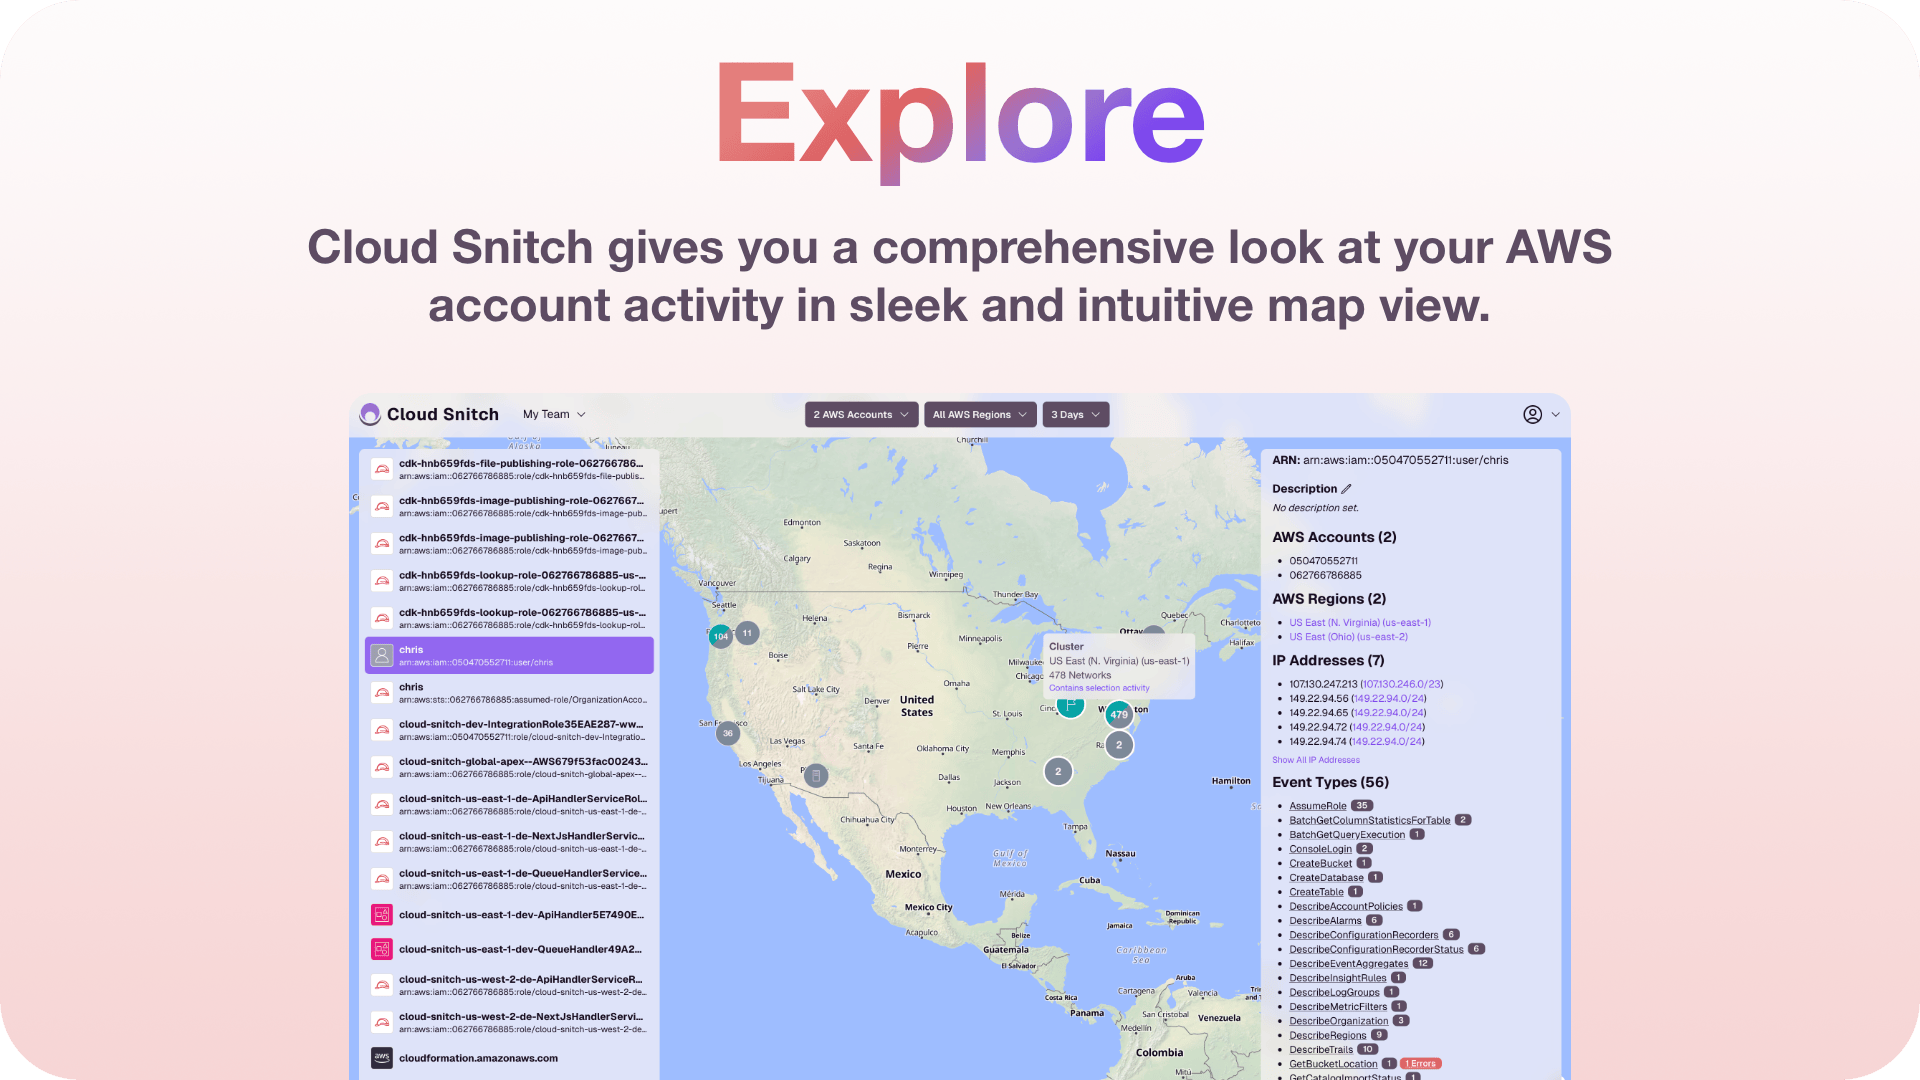 Explore
Cloud Snitch gives you a comprehensive look at your AWS
account activity in sleek and intuitive map view.
Cloud Snitch
My Team
2 AWS Accounts
All AWS Regions
3 Days
cdk-hnb659fds-file-publishing-role-062766786...
arn:aws:iam::062766786885:role/cdk-hnb659fds-file-publis...
cdk-hnb659fds-image-publishing-role-0627667...
arn:aws:iam::062766786885:role/cdk-hnb659fds-image-pub...
cdk-hnb659fds-image-publishing-role-0627667...
arn:aws:iam::062766786885:role/cdk-hnb659fds-image-pub...
cdk-hnb659fds-lookup-role-062766786885-us-...
arn:aws:iam::062766786885:role/cdk-hnb659fds-lookup-rol...
cdk-hnb659fds-lookup-role-062766786885-us-...
arn:aws:iam::062766786885:role/cdk-hnb659fds-lookup-rol...
chris
arn:aws:iam::050470552711:user/chris
chris
arn:aws:sts::062766786885:assumed-role/OrganizationAcco...
cloud-snitch-dev-IntegrationRole35EAE287-ww...
arn:aws:iam::050470552711:role/cloud-snitch-dev-Integratio...
cloud-snitch-global-apex--AWS679f53fac00243...
arn:aws:iam::062766786885:role/cloud-snitch-global-apex--...
cloud-snitch-us-east-1-de-ApiHandlerServiceRol...
arn:aws:iam::062766786885:role/cloud-snitch-us-east-1-de-...
cloud-snitch-us-east-1-de-NextJsHandlerServic...
arn:aws:iam::062766786885:role/cloud-snitch-us-east-1-de-...
cloud-snitch-us-east-1-de-QueueHandlerService...
arn:aws:iam::062766786885:role/cloud-snitch-us-east-1-de-...
cloud-snitch-us-east-1-dev-ApiHandler5E7490E...
cloud-snitch-us-east-1-dev-QueueHandler49A2...
cloud-snitch-us-west-2-de-ApiHandlerServiceR...
arn:aws:iam::062766786885:role/cloud-snitch-us-west-2-de...
cloud-snitch-us-west-2-de-NextJsHandlerServi...
arn:aws:iam::062766786885:role/cloud-snitch-us-west-2-de...
aws
cloudformation.amazonaws.com
Churchill
Edmonton
Saskatoon
Calgary
Regina
Winnipeg
Vancouver
Thunder Bay
Seattle
Quebec
Helena
Bismarck
Charlotteto
104
11
Minneapolis
Ottaw
Halifax
Boise
Pierre
Milwauke
Chicago
Cluster
US East (N. Virginia) (us-east-1)
478 Networks
Contains selection activity
Salt Lake City
Omaha
Denver
United
States
St. Louis
Cinc
479
San Francisco
36
Las Vegas
Santa Fe
Oklahoma City
Memphis
2
Los Angeles
2
Tijuana
Dallas
Jackson
Hamilton
Houston
New Orleans
Chihuahua City
Tampa
Monterrey
Gulf of
Mexico
Nassau
Mexico
Cuba
Mérida
Mexico City
Dominican
Republic
Jamaica
Acapulco
Belize
Guatemala
Caribbean
Sea
El Salvador
Aruba
Costa Rica
Cartagena
Valencia
Panama
San Cristobal
Venezuela
Medellín
Colombia
Mitú
ARN: arn:aws:iam::050470552711:user/chris
Description
No description set.
AWS Accounts (2)
050470552711
062766786885
AWS Regions (2)
US East (N. Virginia) (us-east-1)
US East (Ohio) (us-east-2)
IP Addresses (7)
107.130.247.213 (107.130.246.0/23)
149.22.94.56 (149.22.94.0/24)
149.22.94.65 (149.22.94.0/24)
149.22.94.72 (149.22.94.0/24)
149.22.94.74 (149.22.94.0/24)
Show All IP Addresses
Event Types (56)
AssumeRole 35
BatchGetColumnStatisticsForTable 2
BatchGetQueryExecution 1
ConsoleLogin 2
CreateBucket 1
CreateDatabase 1
CreateTable 1
DescribeAccountPolicies 1
DescribeAlarms 6
DescribeConfigurationRecorders 6
DescribeConfigurationRecorderStatus 6
DescribeEventAggregates 12
DescribeInsightRules 1
DescribeLogGroups 1
DescribeMetricFilters 1
DescribeOrganization 3
DescribeRegions 9
DescribeTrails 10
GetBucketLocation 1 1 Errors
GetCatalogImportStatus 1